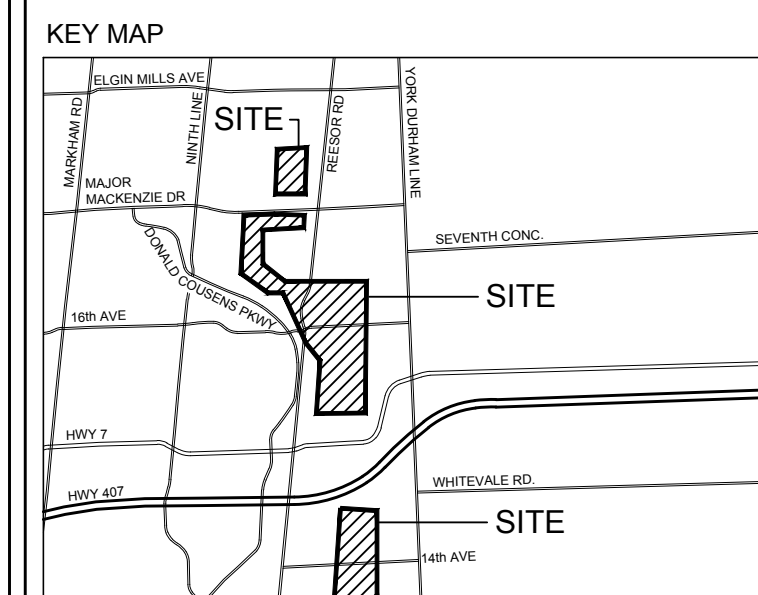 KEY MAP
ELGIN MILLS AVE
MARKHAM RD
NINTH LINE
SITE
REESOR RD
YORK DURHAM LINE
MAJOR
MACKENZIE DR
SEVENTH CONC.
DONALD COUSENS PKWY
SITE
16th AVE
HWY 7
HWY 407
WHITEVALE RD.
SITE
14th AVE